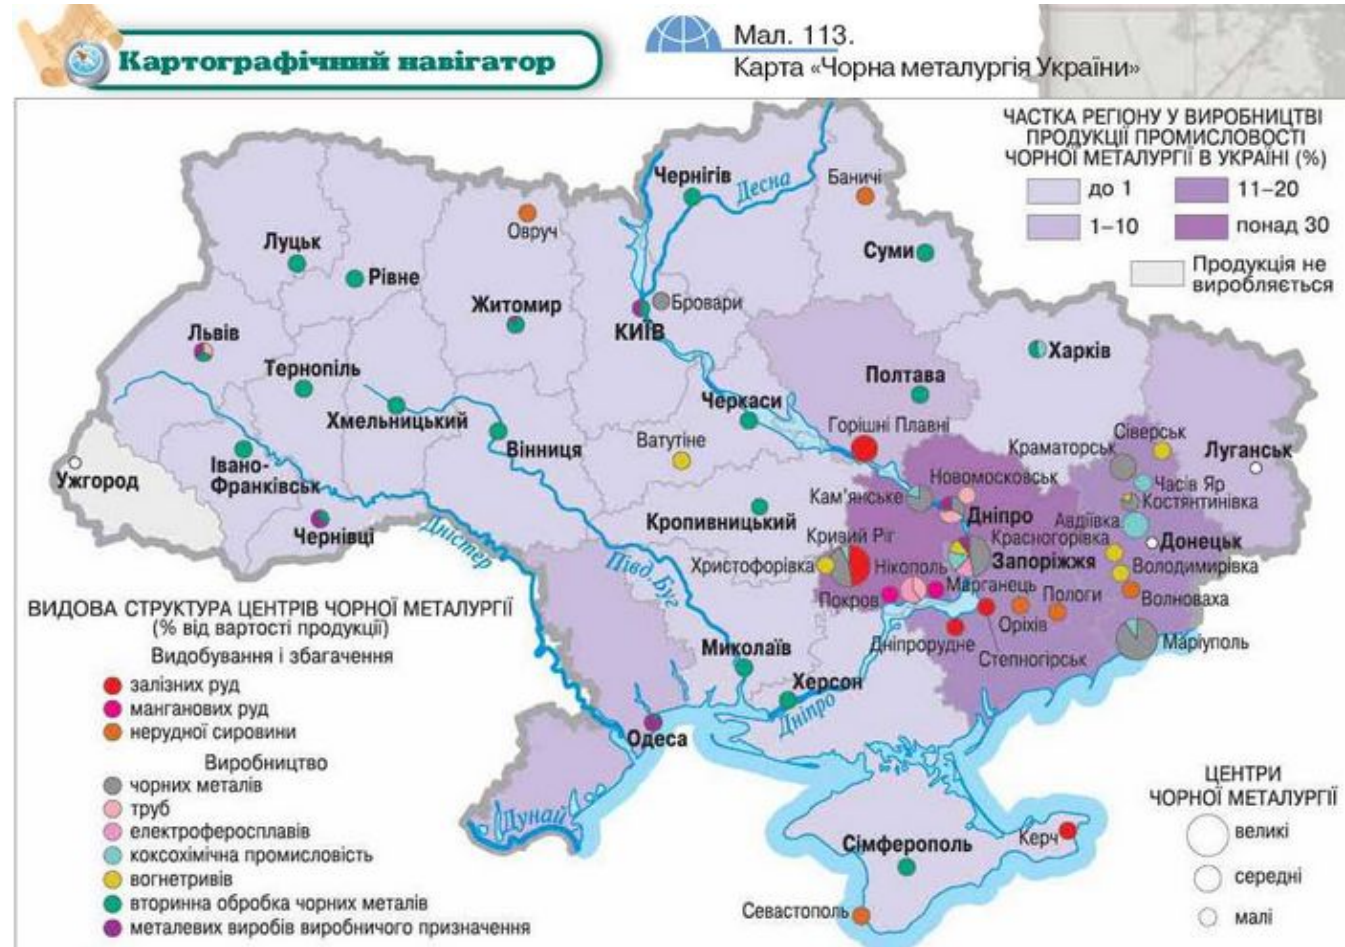 Картографічний навігатор
Мал. 113.
Карта «Чорна металургія України»
ЧАСТКА РЕГІОНУ У ВИРОБНИЦТВІ
ПРОДУКЦІЇ ПРОМИСЛОВОСТІ
ЧОРНОЇ МЕТАЛУРГІЇ В УКРАЇНІ (%)
до 1
11–20
1–10
понад 30
Продукція не
виробляється
Чернігів
Десна
Баничі
Овруч
Луцьк
Рівне
Суми
Житомир
Бровари
КИЇВ
Львів
Тернопіль
Харків
Полтава
Хмельницький
Черкаси
Вінниця
Горішні Плавні
Ватутіне
Сіверськ
Краматорськ
Луганськ
Ужгород
Івано-
Франківськ
Новомосковськ
Часів Яр
Кам'янське
Костянтинівка
Кропивницький
Дніпро
Авдіївка
Чернівці
Дністер
Кривий Ріг
Красногорівка
Донецьк
Півд. Буг
Христофорівка
Нікополь
Запоріжжя
Володимирівка
Марганець
Покров
Пологи
Волноваха
Оріхів
Дніпрорудне
Степногірськ
Маріуполь
Миколаїв
Херсон
Дніпро
Одеса
Дунай
Сімферополь
Керч
Севастополь
ВИДОВА СТРУКТУРА ЦЕНТРІВ ЧОРНОЇ МЕТАЛУРГІЇ
(% від вартості продукції)
Видобування і збагачення
залізних руд
манганових руд
нерудної сировини
Виробництво
чорних металів
труб
електроферосплавів
коксохімічна промисловість
вогнетривів
вторинна обробка чорних металів
металевих виробів виробничого призначення
ЦЕНТРИ
ЧОРНОЇ МЕТАЛУРГІЇ
великі
середні
малі